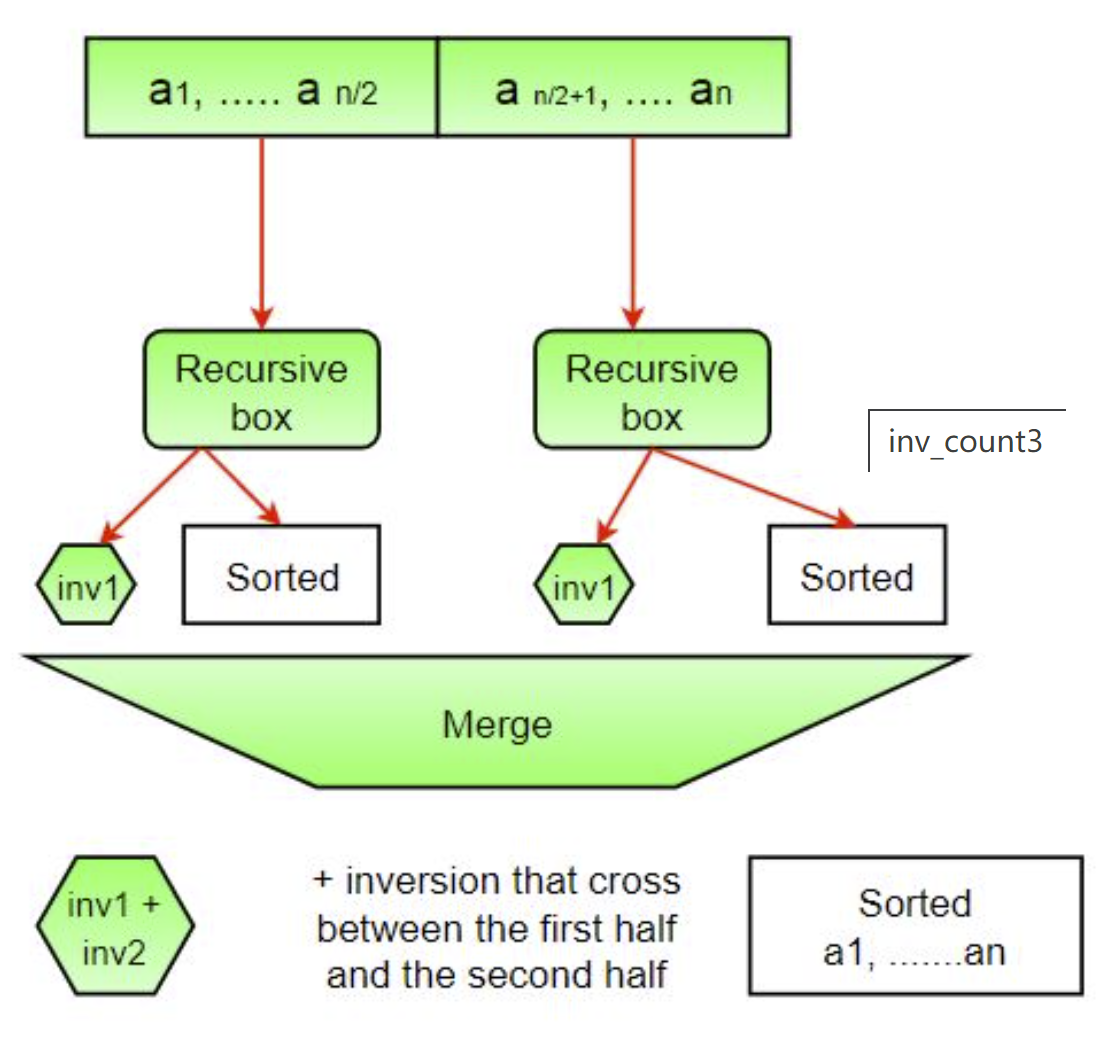 a1, ..... a n/2
a n/2+1, .... an
Recursive
box
Recursive
box
inv_count3
inv1
Sorted
inv1
Sorted
Merge
inv1 +
inv2
+ inversion that cross
between the first half
and the second half
Sorted
a1, .......an